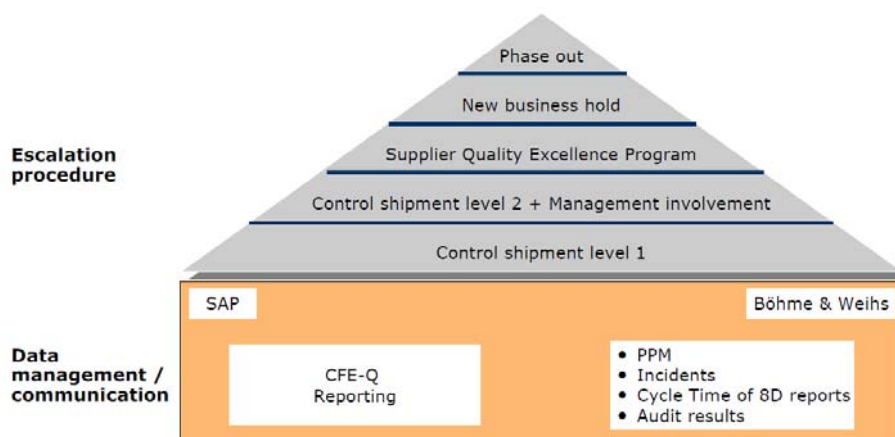 Phase out
New business hold
Supplier Quality Excellence Program
Control shipment level 2 + Management involvement
Control shipment level 1
Escalation
procedure
SAP
Böhme & Weihs
Data
management /
communication
CFE-Q
Reporting
• PPM
• Incidents
• Cycle Time of 8D reports
• Audit results